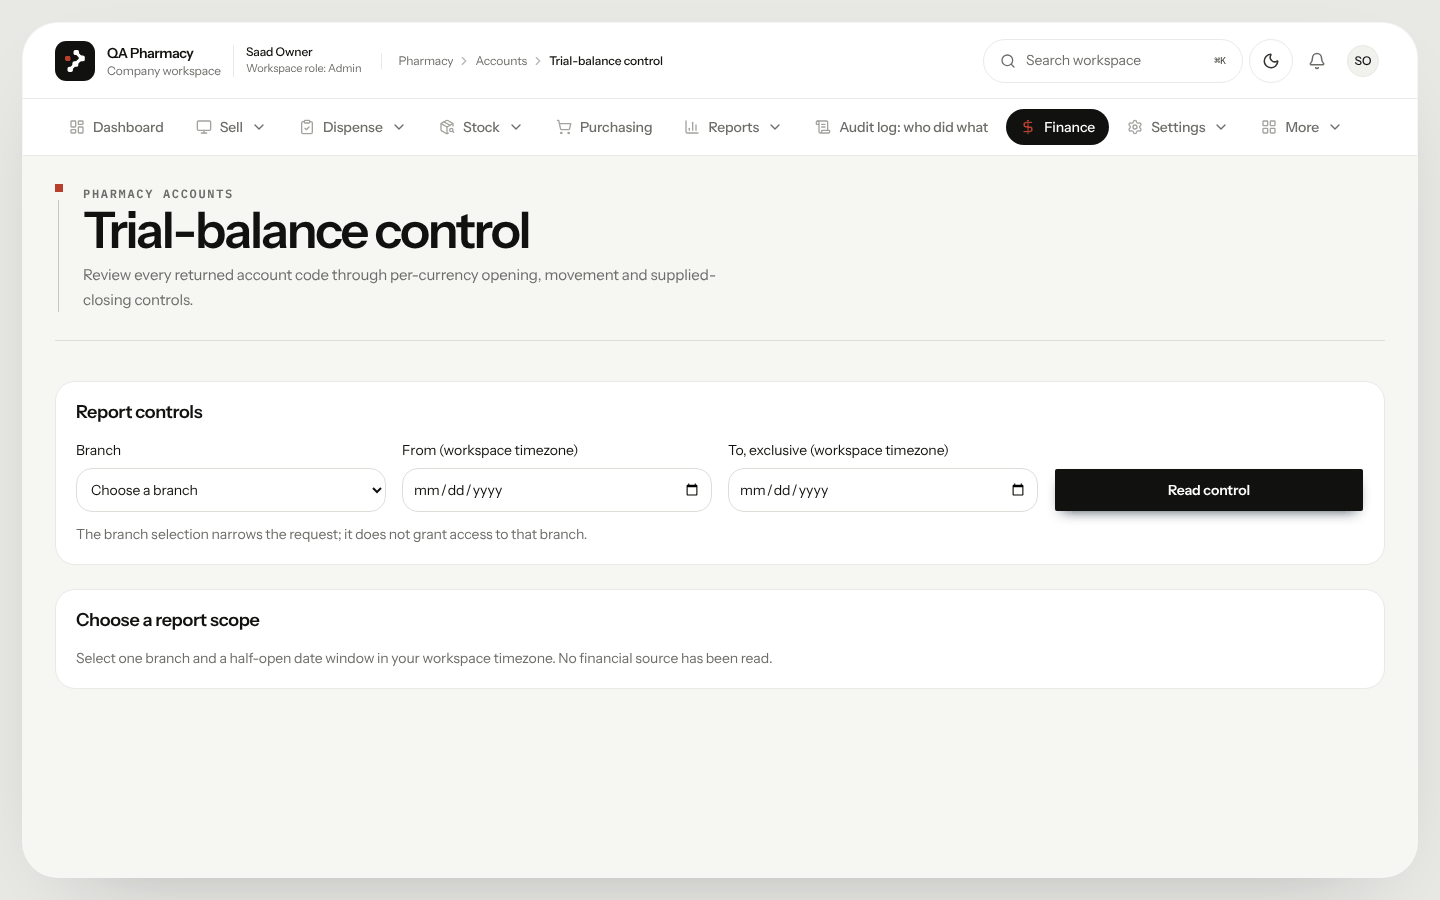 QA Pharmacy
Company workspace
Saad Owner
Workspace role: Admin
Pharmacy > Accounts > Trial-balance control
Search workspace
⌘K
SO
Dashboard
Sell
Dispense
Stock
Purchasing
Reports
Audit log: who did what
Finance
Settings
More
PHARMACY ACCOUNTS
Trial-balance control
Review every returned account code through per-currency opening, movement and supplied-
closing controls.
Report controls
Branch
From (workspace timezone)
To, exclusive (workspace timezone)
Choose a branch
mm/dd/yyyy
mm/dd/yyyy
Read control
The branch selection narrows the request; it does not grant access to that branch.
Choose a report scope
Select one branch and a half-open date window in your workspace timezone. No financial source has been read.